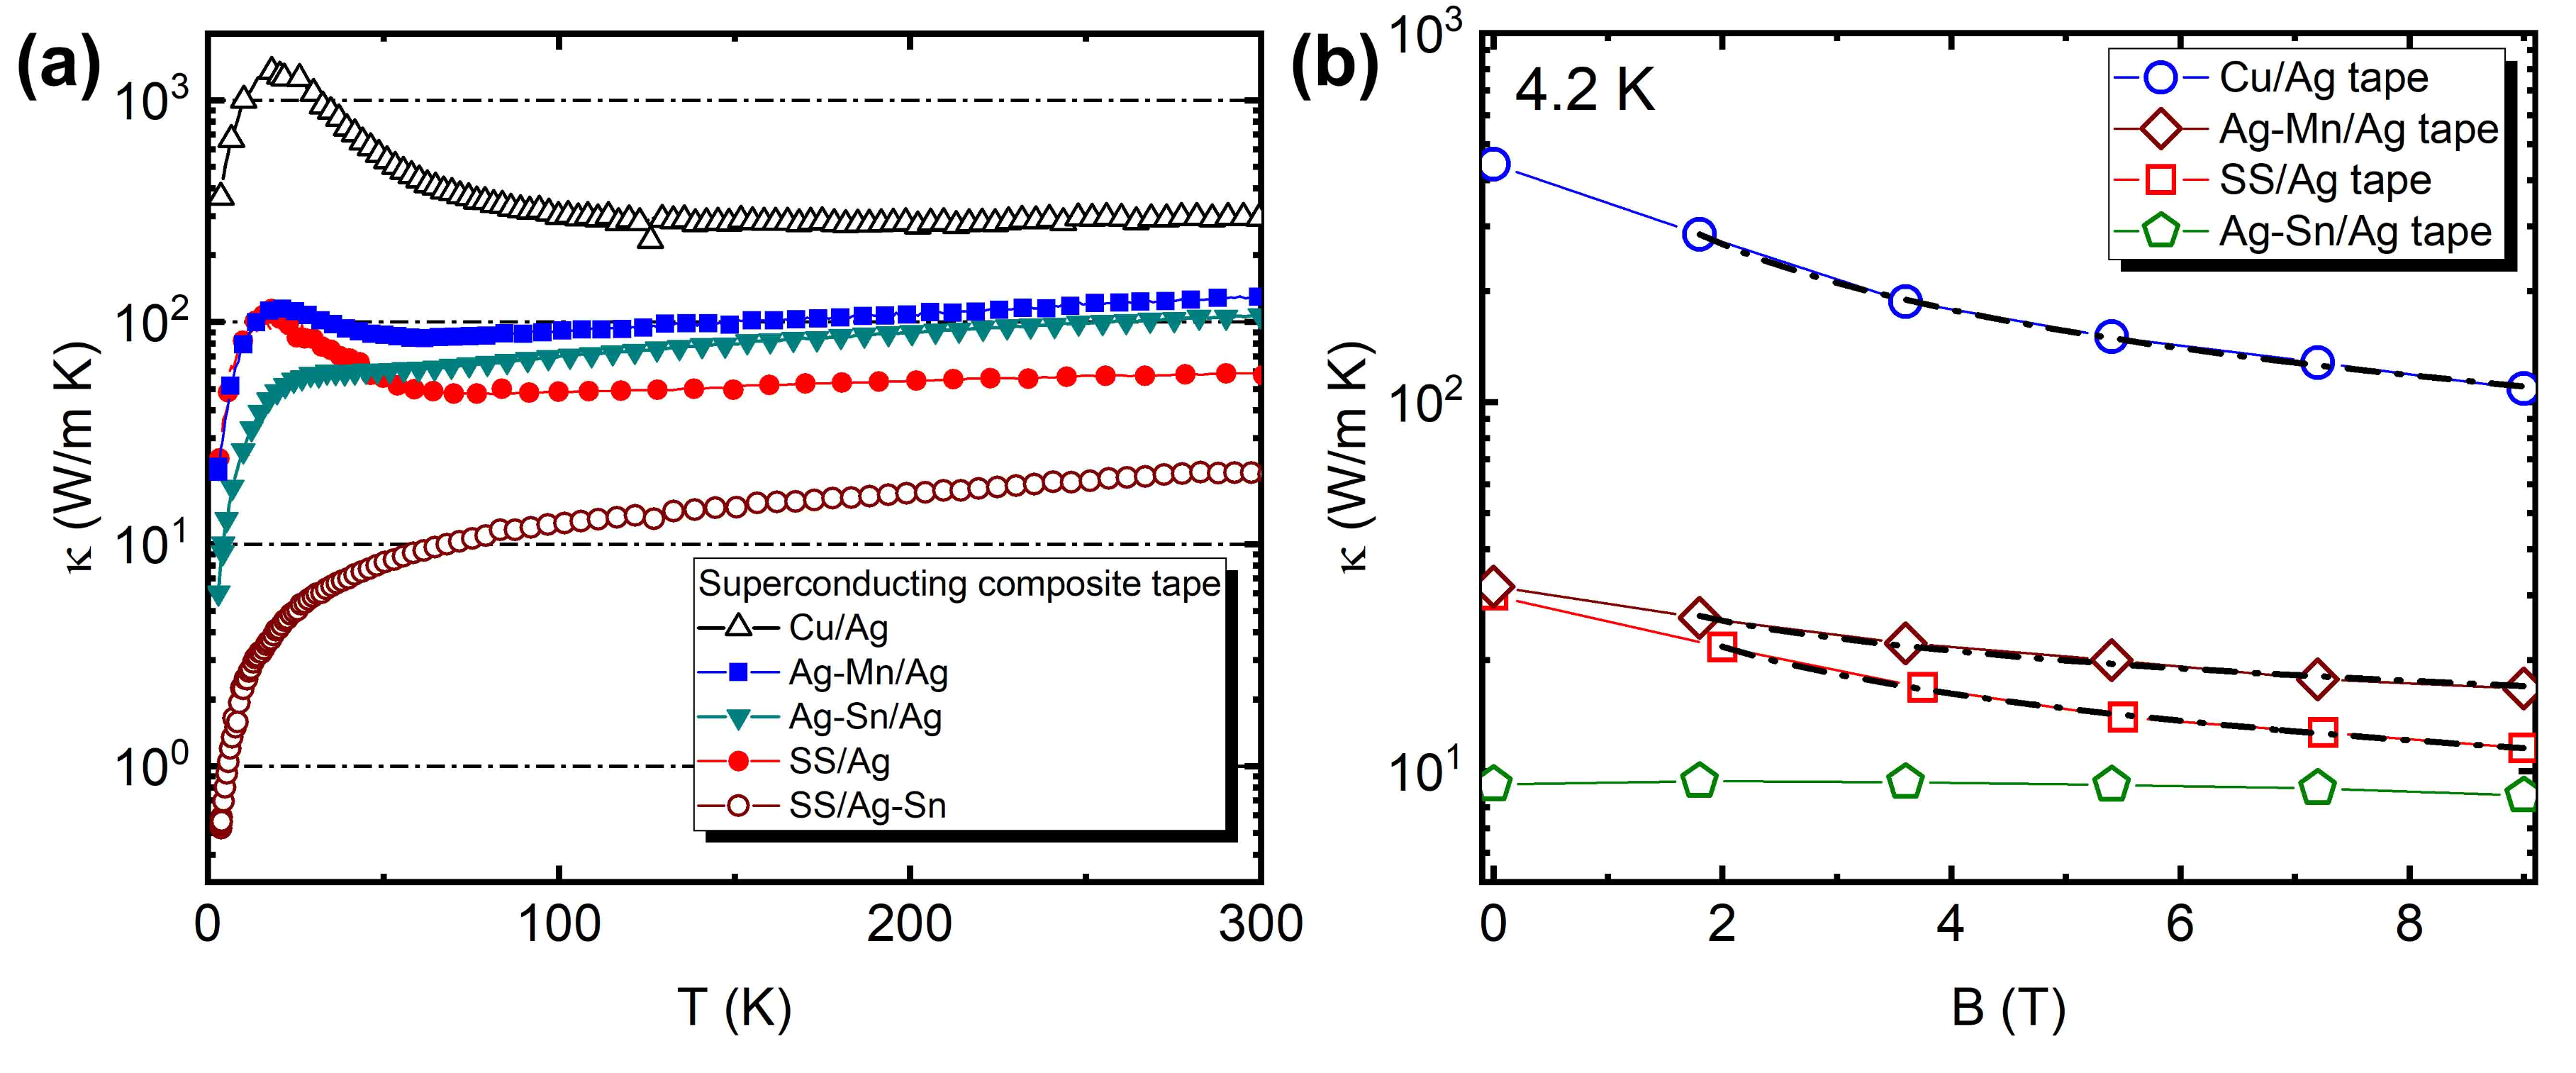 (a)
10³
10²
10¹
10⁰
κ (W/m K)
0
100
200
300
T (K)
Superconducting composite tape
Cu/Ag
Ag-Mn/Ag
Ag-Sn/Ag
SS/Ag
SS/Ag-Sn
(b)
10³
10²
10¹
κ (W/m K)
4.2 K
Cu/Ag tape
Ag-Mn/Ag tape
SS/Ag tape
Ag-Sn/Ag tape
0
2
4
6
8
B (T)